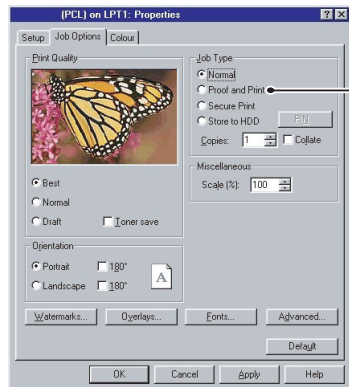 (PCL) on LPT1: Properties
Setup Job Options Colour
Print Quality
Best
Normal
Draft Toner save
Orientation
Portrait 180°
Landscape 180°
A
Job Type
Normal
Proof and Print
Secure Print
Store to HDD PIN...
Copies: 1 Collate
Miscellaneous
Scale (%): 100
Watermarks... Overlays... Fonts... Advanced...
Default
OK Cancel Apply Help